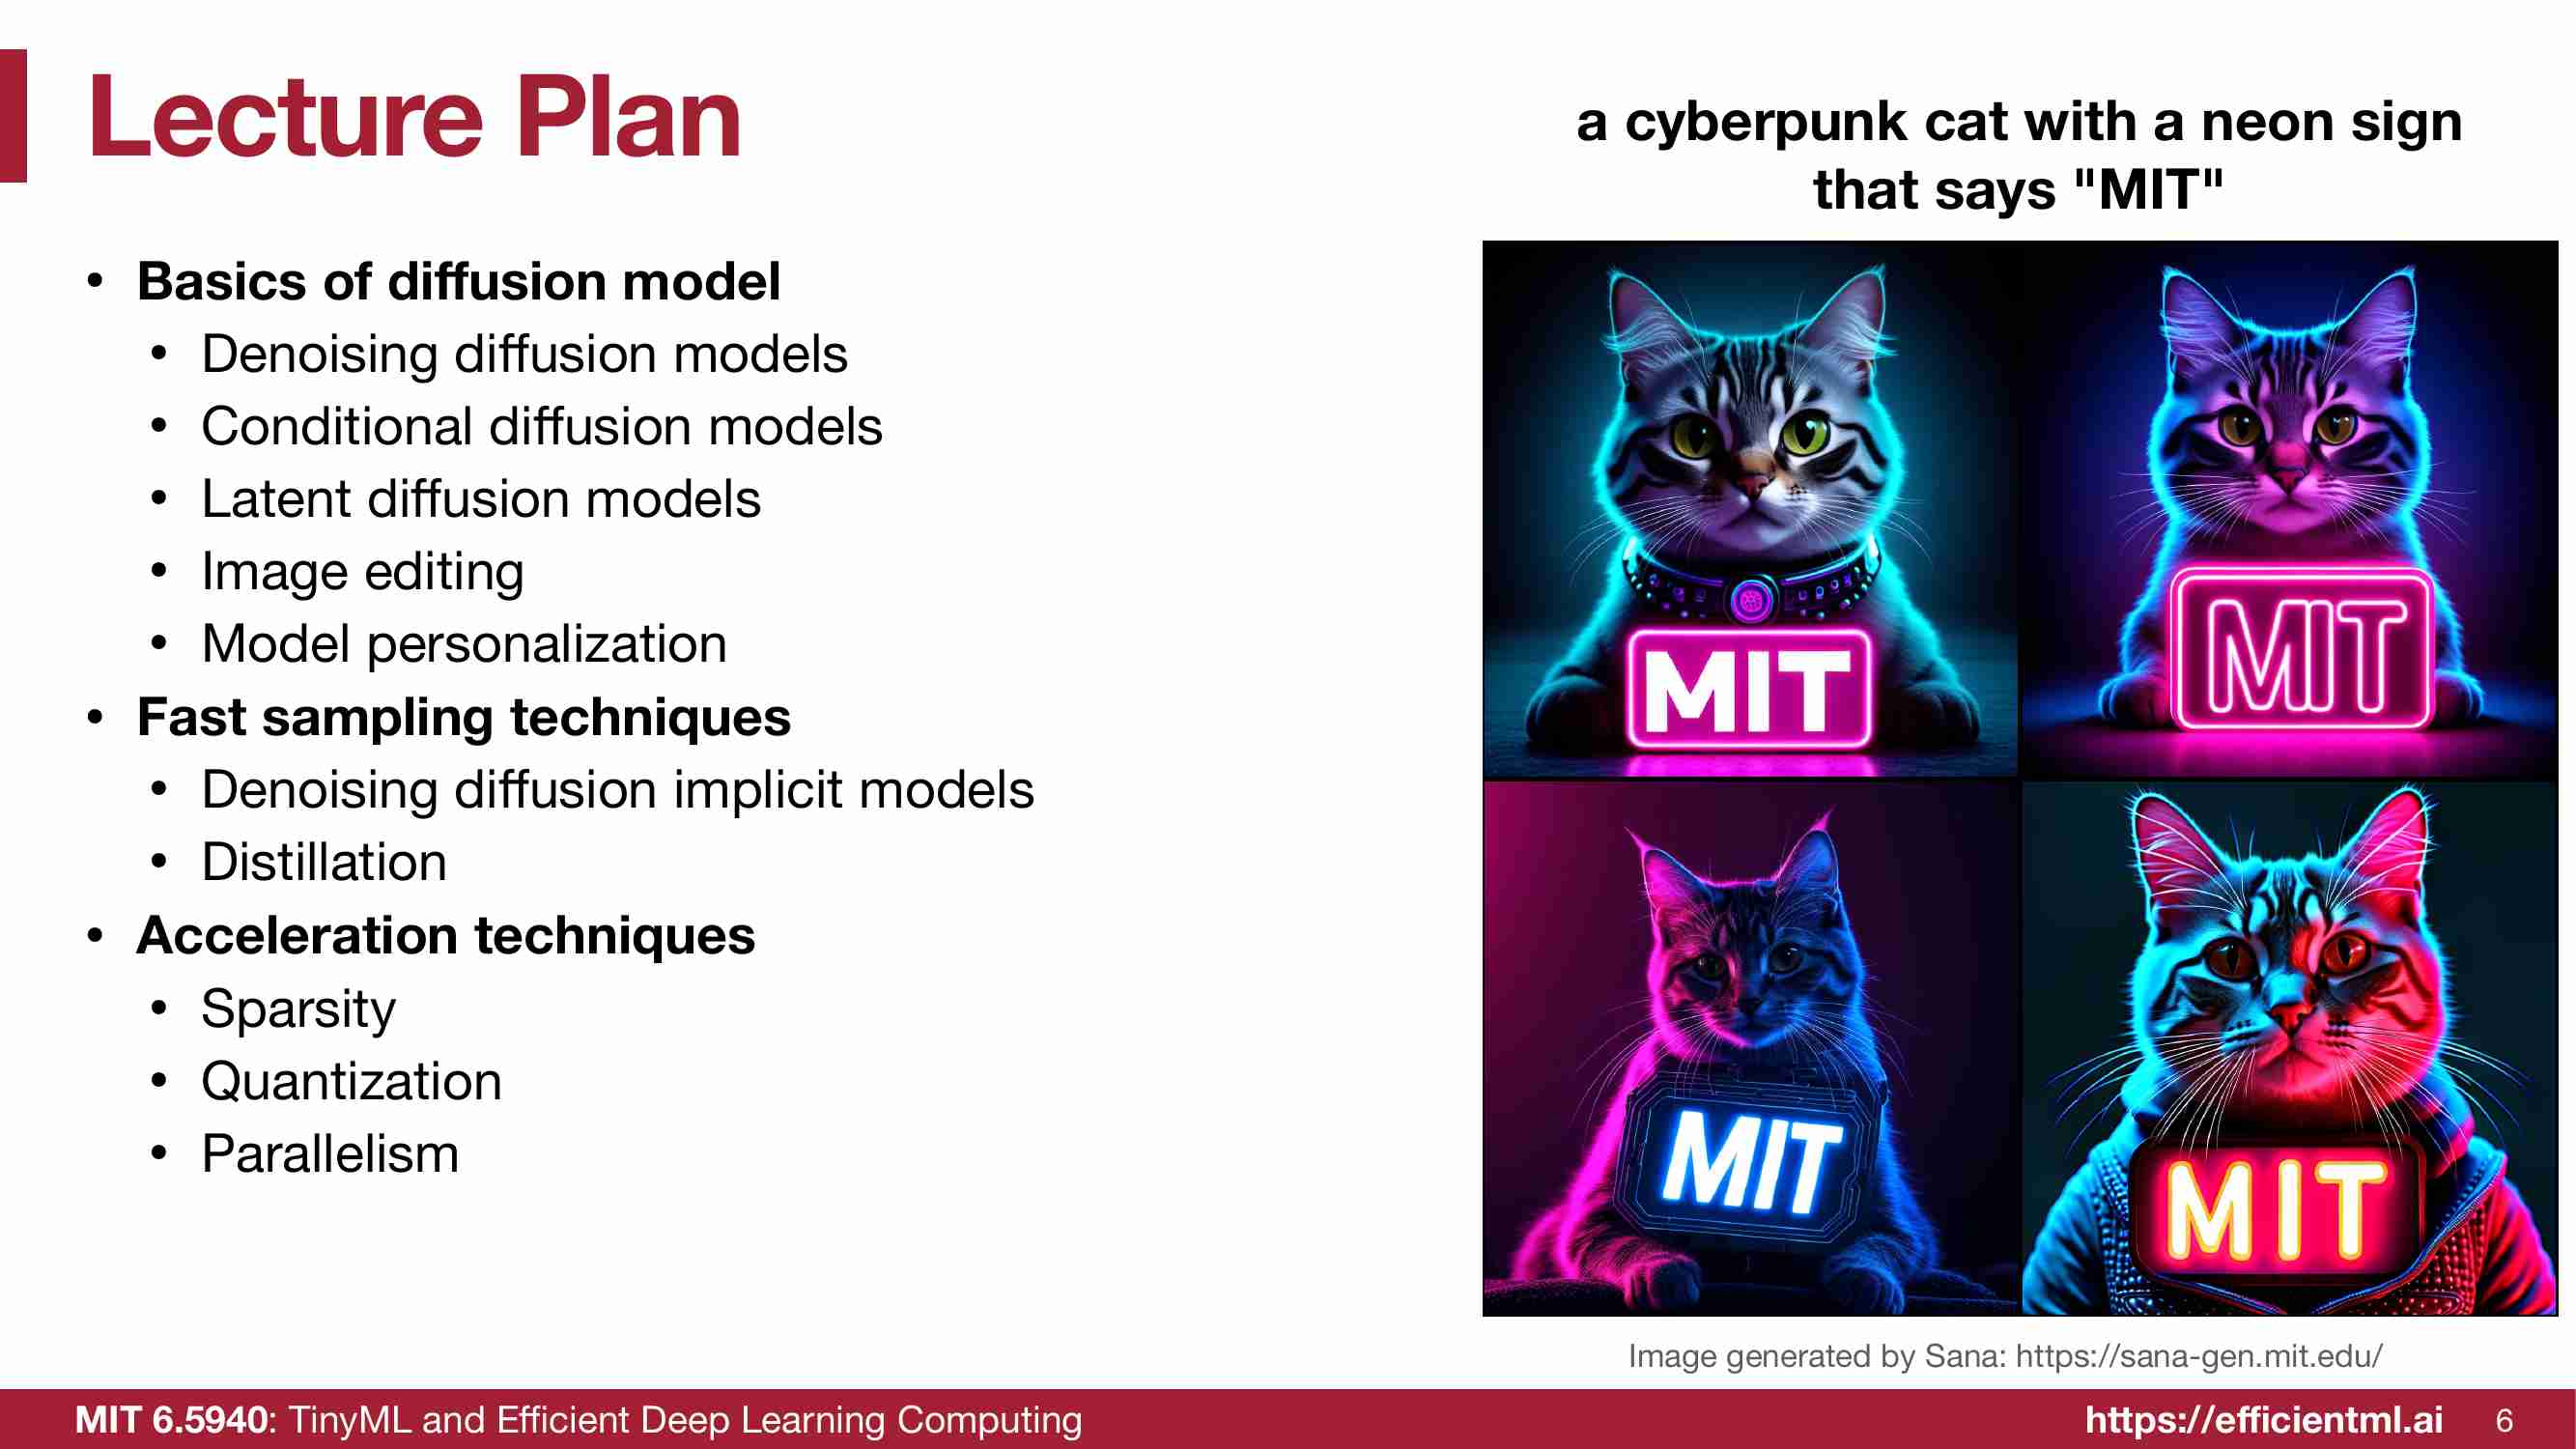 Lecture Plan
• Basics of diffusion model
• Denoising diffusion models
• Conditional diffusion models
• Latent diffusion models
• Image editing
• Model personalization
• Fast sampling techniques
• Denoising diffusion implicit models
• Distillation
• Acceleration techniques
• Sparsity
• Quantization
• Parallelism
a cyberpunk cat with a neon sign
that says "MIT"
MIT
MIT
MIT
MIT
Image generated by Sana: https://sana-gen.mit.edu/
MIT 6.5940: TinyML and Efficient Deep Learning Computing
https://efficientml.ai
6